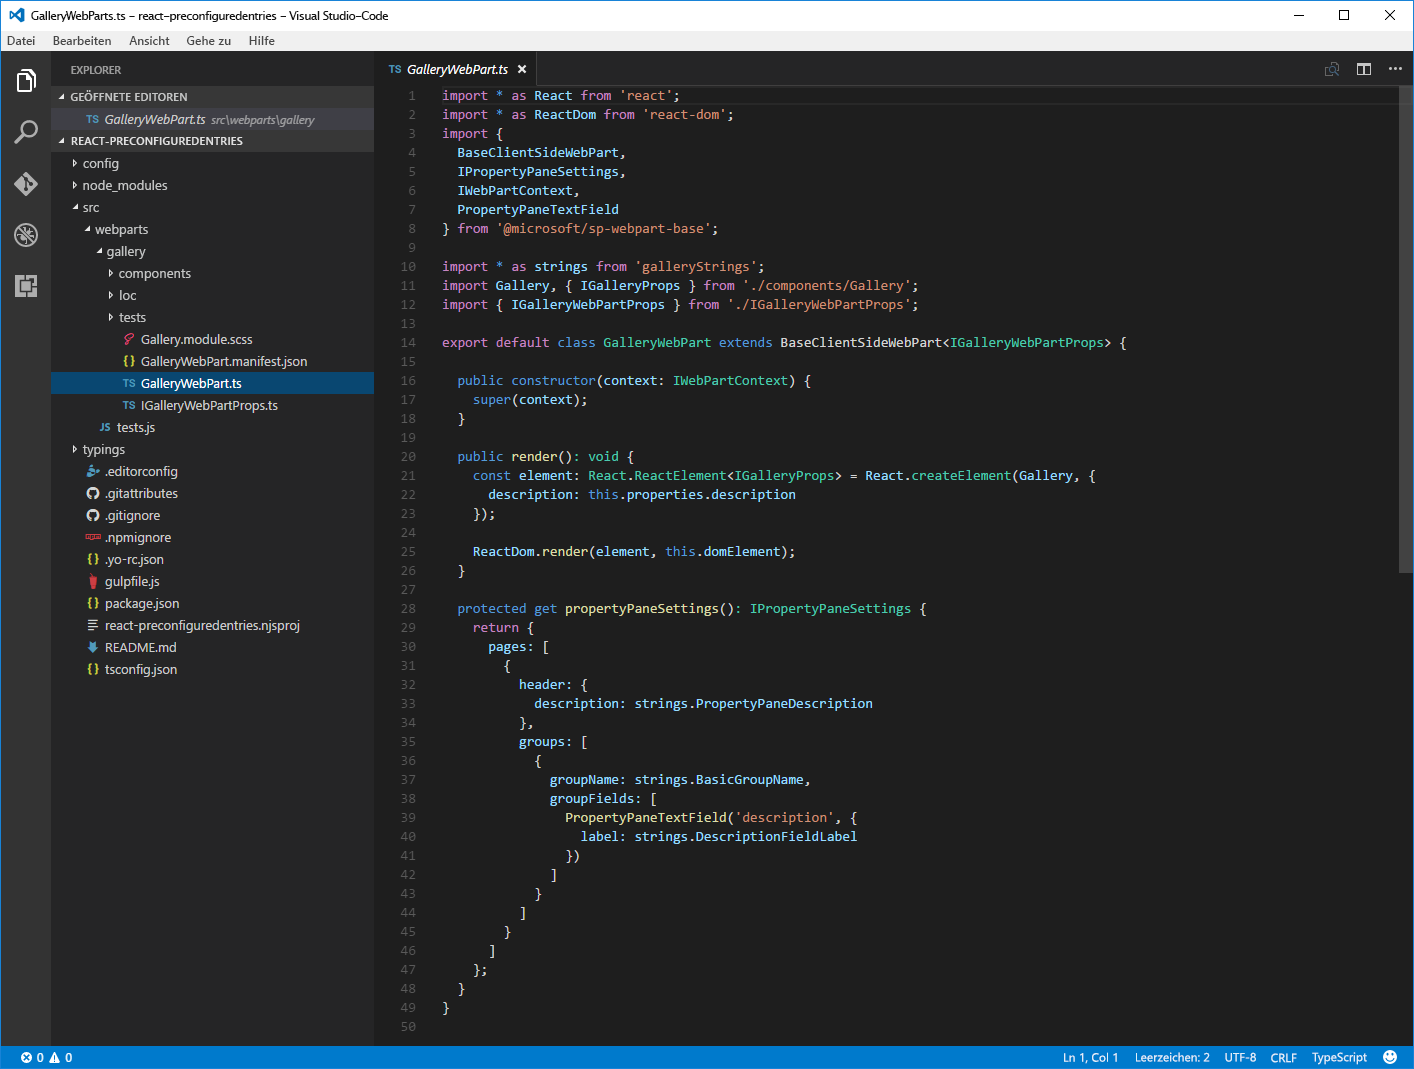 GalleryWebParts.ts – react-preconfiguredentries – Visual Studio-Code
Datei Bearbeiten Ansicht Gehe zu Hilfe
EXPLORER
GEÖFFNETE EDITOREN
TS GalleryWebPart.ts src\webparts\gallery
REACT-PRECONFIGUREDENTRIES
config
node_modules
src
webparts
gallery
components
loc
tests
Gallery.module.scss
{} GalleryWebPart.manifest.json
TS GalleryWebPart.ts
TS IGalleryWebPartProps.ts
JS tests.js
typings
.editorconfig
.gitattributes
.gitignore
.npmignore
{} .yo-rc.json
gulpfile.js
{} package.json
react-preconfiguredentries.njsproj
README.md
{} tsconfig.json
TS GalleryWebPart.ts
1 import * as React from 'react';
2 import * as ReactDom from 'react-dom';
3 import {
4 BaseClientSideWebPart,
5 IPropertyPaneSettings,
6 IWebPartContext,
7 PropertyPaneTextField
8 } from '@microsoft/sp-webpart-base';
9
10 import * as strings from 'galleryStrings';
11 import Gallery, { IGalleryProps } from './components/Gallery';
12 import { IGalleryWebPartProps } from './IGalleryWebPartProps';
13
14 export default class GalleryWebPart extends BaseClientSideWebPart<IGalleryWebPartProps> {
15
16 public constructor(context: IWebPartContext) {
17 super(context);
18 }
19
20 public render(): void {
21 const element: React.ReactElement<IGalleryProps> = React.createElement(Gallery, {
22 description: this.properties.description
23 });
24
25 ReactDom.render(element, this.domElement);
26 }
27
28 protected get propertyPaneSettings(): IPropertyPaneSettings {
29 return {
30 pages: [
31 {
32 header: {
33 description: strings.PropertyPaneDescription
34 },
35 groups: [
36 {
37 groupName: strings.BasicGroupName,
38 groupFields: [
39 PropertyPaneTextField('description', {
40 label: strings.DescriptionFieldLabel
41 })
42 ]
43 }
44 ]
45 }
46 ]
47 };
48 }
49 }
50
0 0 Ln 1, Col 1 Leerzeichen: 2 UTF-8 CRLF TypeScript